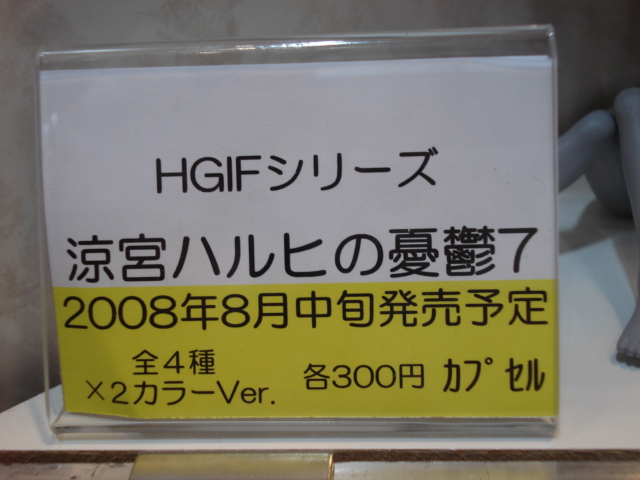 HGIFシリーズ
涼宮ハルヒの憂鬱7
2008年8月中旬発売予定
全4種
×2カラーVer.
各300円 ｶﾌﾟｾﾙ